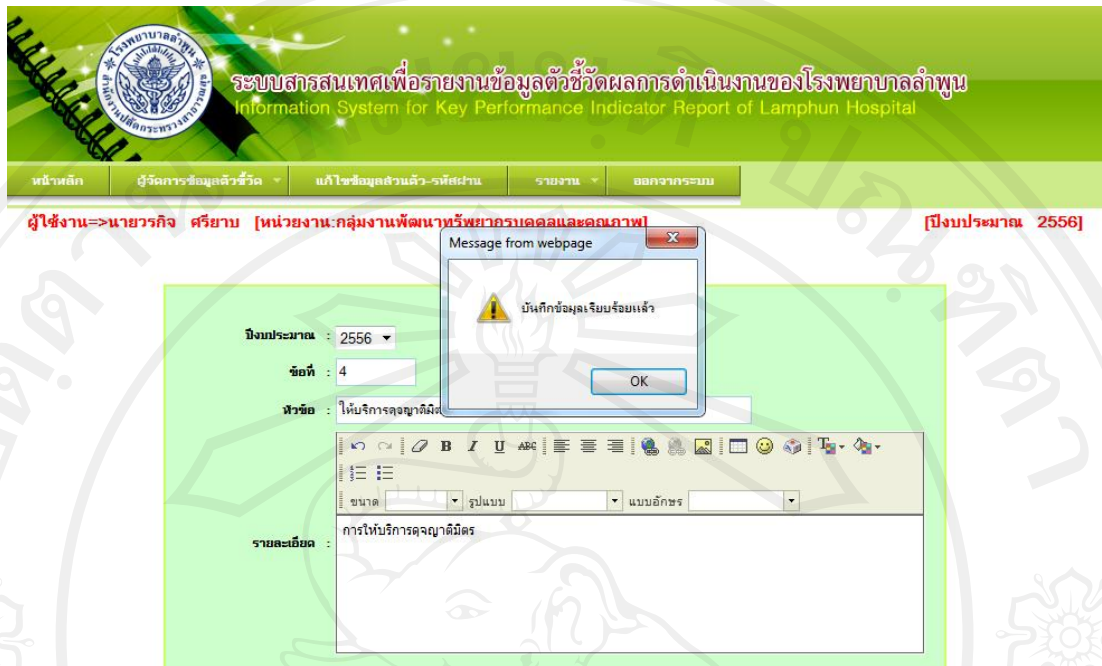 ระบบสารสนเทศเพื่อรายงานข้อมูลตัวชี้วัดผลการดำเนินงานของโรงพยาบาลลำพูน
Information System for Key Performance Indicator Report of Lamphun Hospital
หน้าหลัก ผู้จัดการข้อมูลตัวชี้วัด แก้ไขข้อมูลส่วนตัว-รหัสผ่าน รายงาน ออกจากระบบ
ผู้ใช้งาน=>นายวรกิจ ศรียาบ [หน่วยงาน:กลุ่มงานพัฒนาทรัพยากรบุคคลและคุณภาพ] [ปีงบประมาณ 2556]
Message from webpage
บันทึกข้อมูลเรียบร้อยแล้ว
OK
ปีงบประมาณ : 2556
ข้อที่ : 4
หัวข้อ : ให้บริการดุจญาติมิต
B I U ABC
ขนาด รูปแบบ แบบอักษร
รายละเอียด :
การให้บริการดุจญาติมิตร